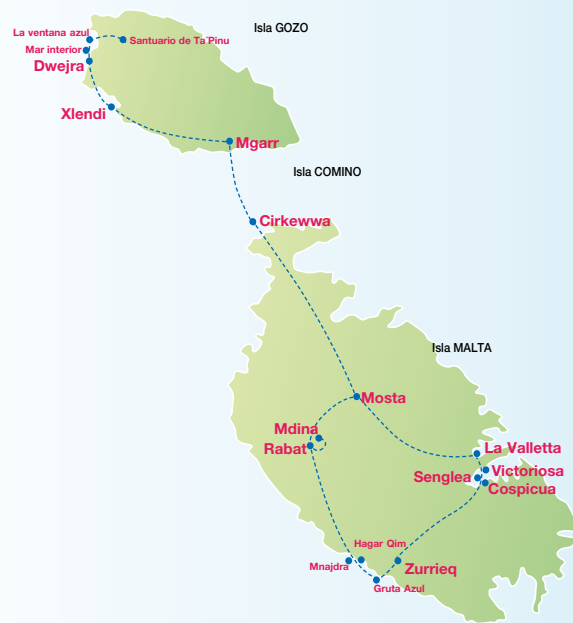 Isla GOZO
La ventana azul
Santuario de Ta´Pinu
Mar interior
Dwejra
Xlendi
Mgarr
Isla COMINO
Cirkewwa
Isla MALTA
Mosta
Mdina
Rabat
La Valletta
Victoriosa
Senglea
Cospicua
Hagar Qim
Mnajdra
Zurrieq
Gruta Azul